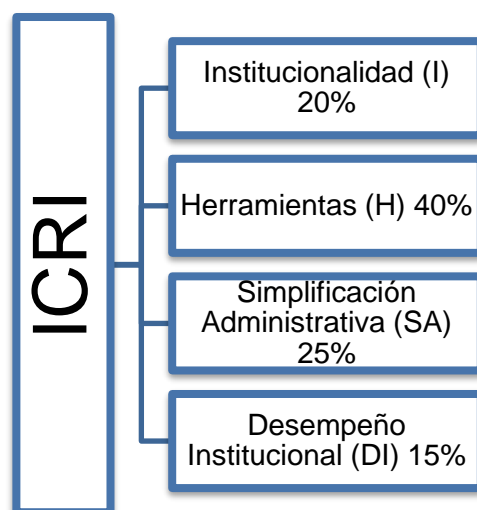 ICRI
Institucionalidad (I)
20%
Herramientas (H) 40%
Simplificación
Administrativa (SA)
25%
Desempeño
Institucional (DI) 15%